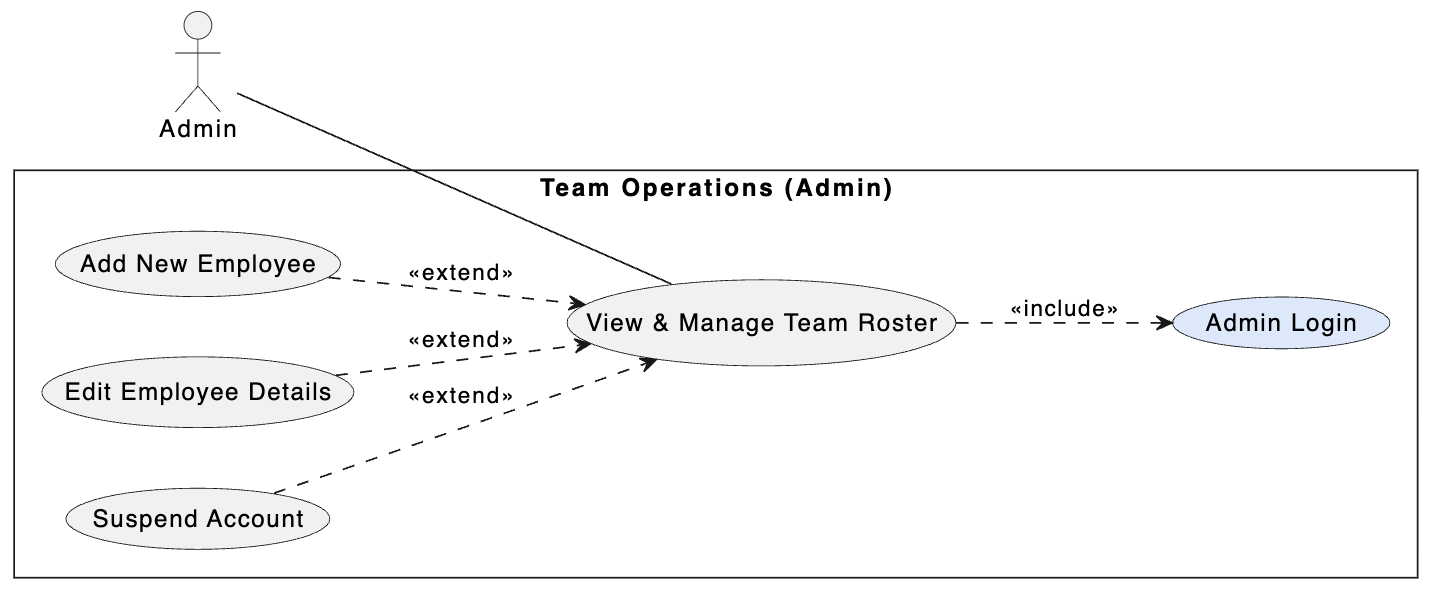 Admin
Team Operations (Admin)
Add New Employee
«extend»
View & Manage Team Roster
«include»
Admin Login
«extend»
Edit Employee Details
«extend»
Suspend Account